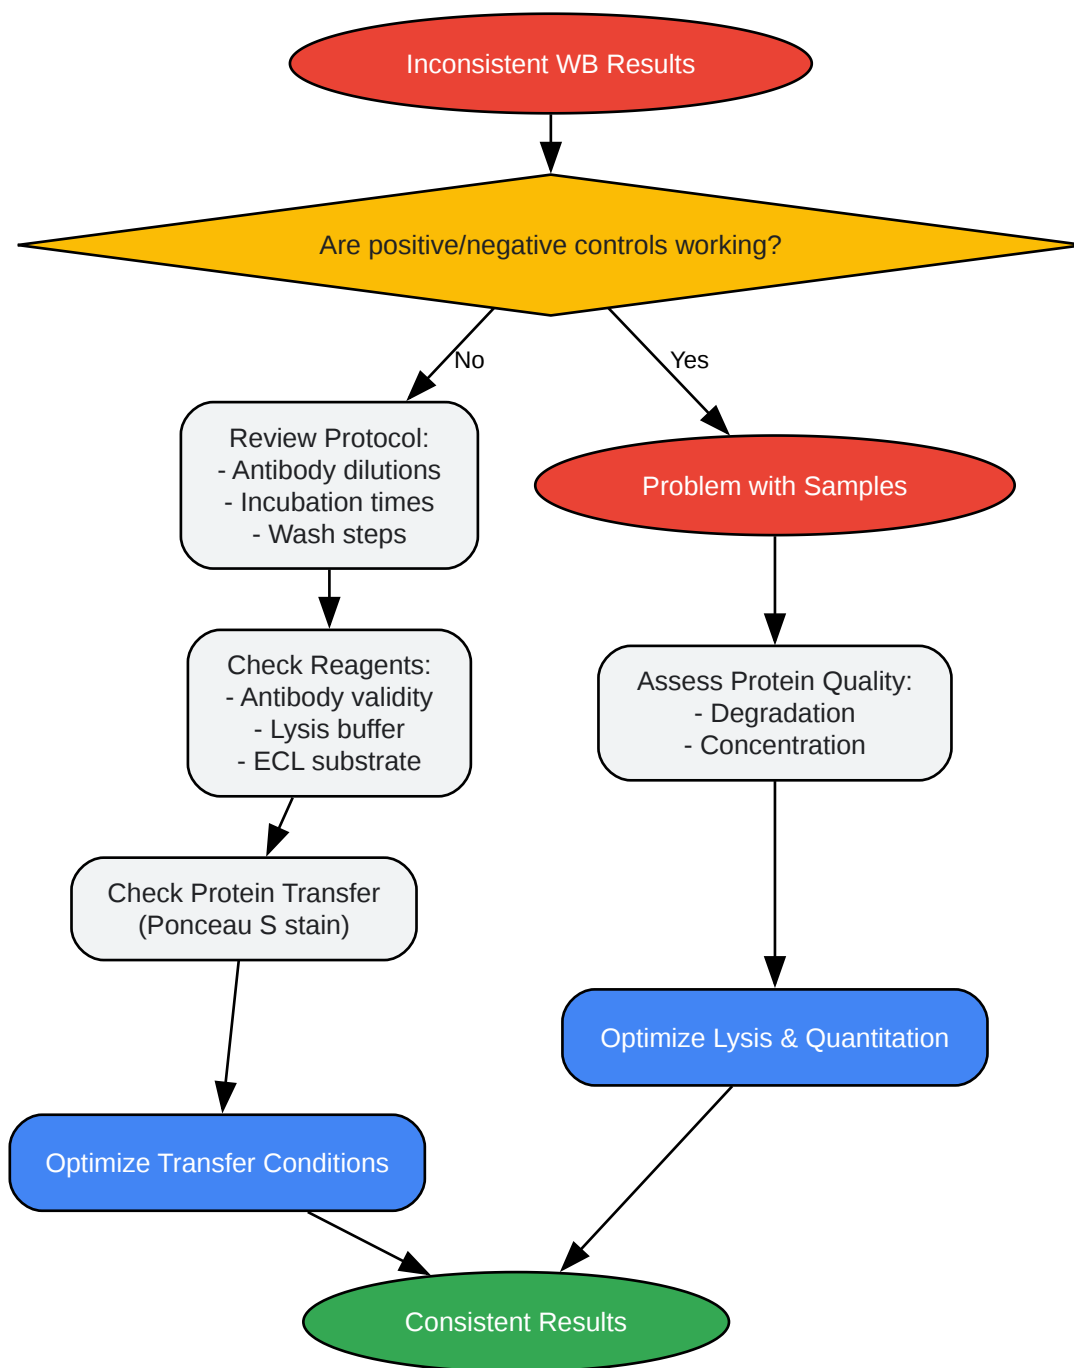 Inconsistent WB Results
Are positive/negative controls working?
No
Yes
Review Protocol:
- Antibody dilutions
- Incubation times
- Wash steps
Problem with Samples
Check Reagents:
- Antibody validity
- Lysis buffer
- ECL substrate
Assess Protein Quality:
- Degradation
- Concentration
Check Protein Transfer
(Ponceau S stain)
Optimize Lysis & Quantitation
Optimize Transfer Conditions
Consistent Results